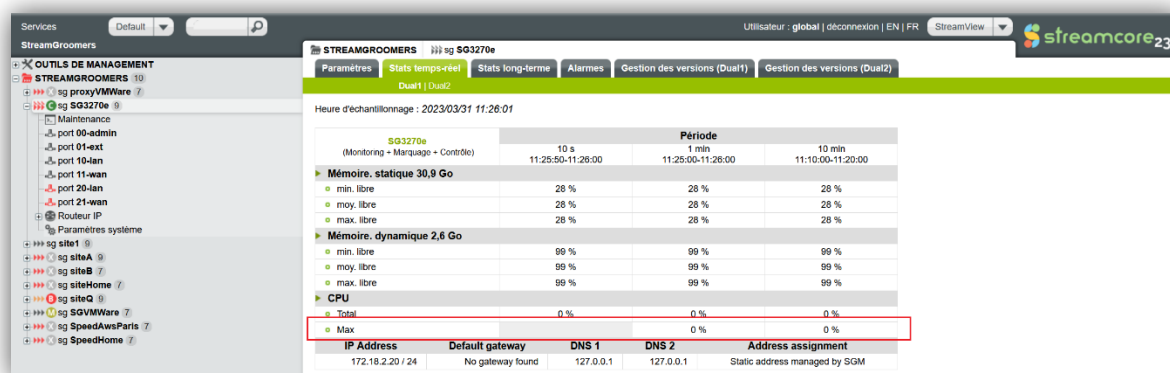 Services Default Utilisateur : global | déconnexion | EN | FR StreamView
streamcore23
StreamGroomers
STREAMGROOMERS sg SG3270e
OUTILS DE MANAGEMENT
STREAMGROOMERS 10
sg proxyVMWare 7
sg SG3270e 9
Maintenance
port 00-admin
port 01-ext
port 10-lan
port 11-wan
port 20-lan
port 21-wan
Routeur IP
Paramètres système
sg site1 9
sg siteA 9
sg siteB 7
sg siteHome 7
sg siteQ 9
sg SGVMWare 7
sg SpeedAwsParis 7
sg SpeedHome 7
Paramètres Stats temps-réel Stats long-terme Alarmes Gestion des versions (Dual1) Gestion des versions (Dual2)
Dual1 | Dual2
Heure d'échantillonnage : 2023/03/31 11:26:01
SG3270e
(Monitoring + Marquage + Contrôle)
Période
10 s 1 min 10 min
11:25:50-11:26:00 11:25:00-11:26:00 11:10:00-11:20:00
Mémoire. statique 30,9 Go
min. libre 28 % 28 % 28 %
moy. libre 28 % 28 % 28 %
max. libre 28 % 28 % 28 %
Mémoire. dynamique 2,6 Go
min. libre 99 % 99 % 99 %
moy. libre 99 % 99 % 99 %
max. libre 99 % 99 % 99 %
CPU
Total 0 % 0 % 0 %
Max 0 % 0 %
IP Address Default gateway DNS 1 DNS 2 Address assignment
172.18.2.20 / 24 No gateway found 127.0.0.1 127.0.0.1 Static address managed by SGM